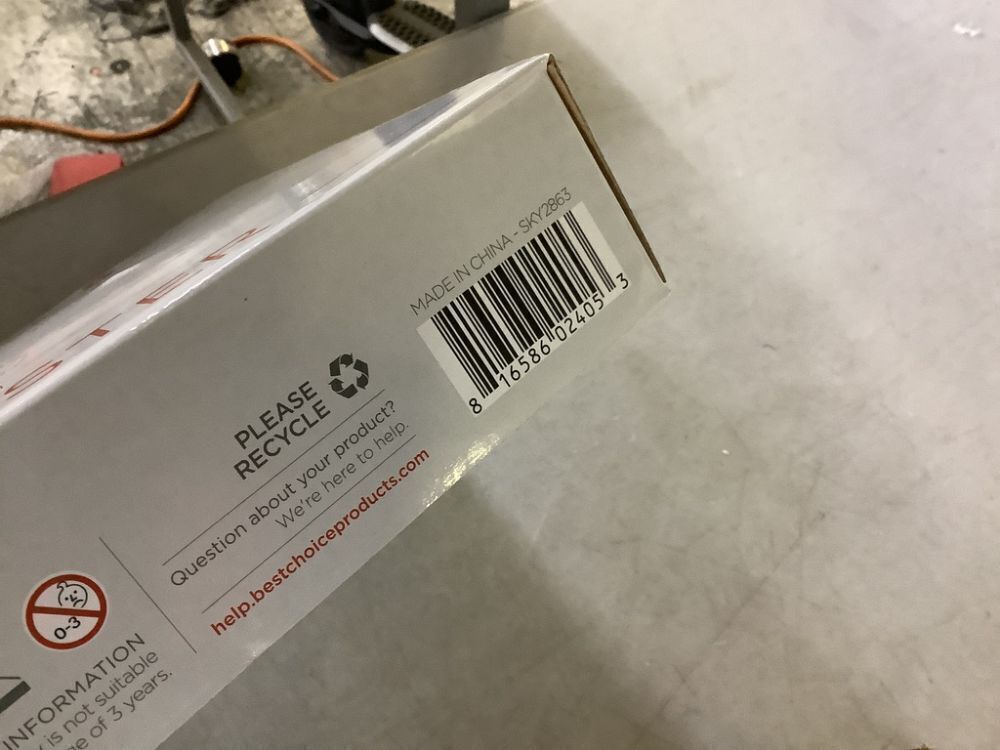 STER
MADE IN CHINA - SKY2863
8 16586 02405 3
PLEASE
RECYCLE
Question about your product?
We're here to help.
help.bestchoiceproducts.com
0-3
INFORMATION
is not suitable
of 3 years.